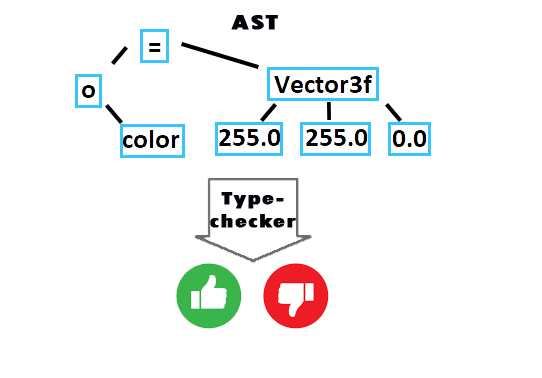 AST
=
o
Vector3f
color
255.0
255.0
0.0
Type-
checker